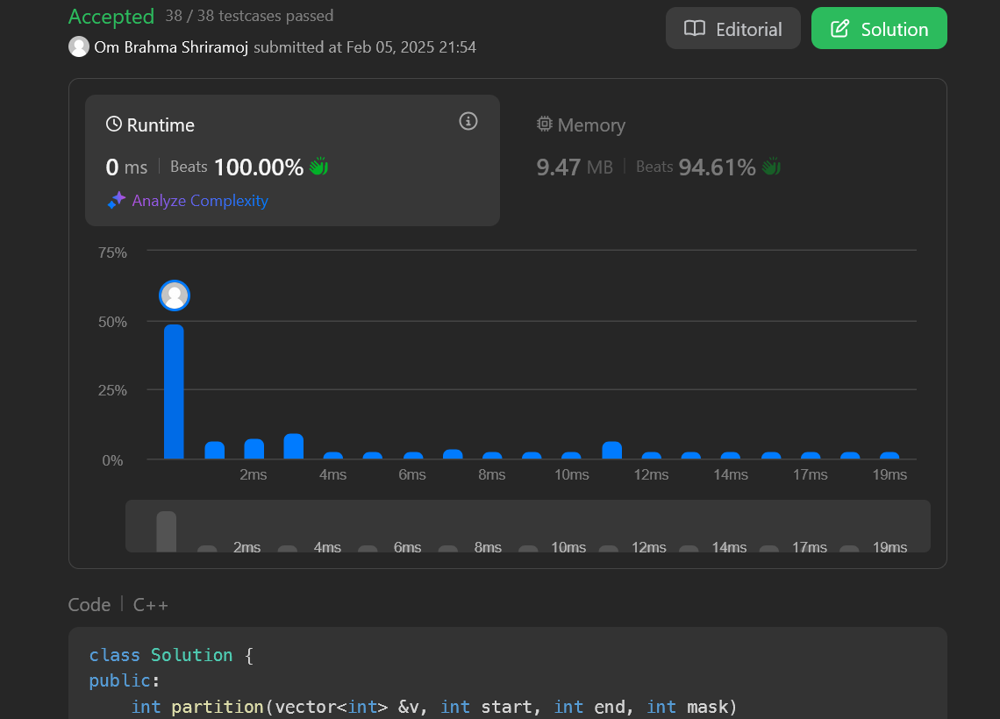 Accepted 38 / 38 testcases passed
Editorial
Solution
Om Brahma Shriramoj submitted at Feb 05, 2025 21:54
Runtime
Memory
0 ms | Beats 100.00%
9.47 MB | Beats 94.61%
Analyze Complexity
75%
50%
25%
0%
2ms 4ms 6ms 8ms 10ms 12ms 14ms 17ms 19ms
2ms 4ms 6ms 8ms 10ms 12ms 14ms 17ms 19ms
Code | C++
class Solution {
public:
    int partition(vector<int> &v, int start, int end, int mask)